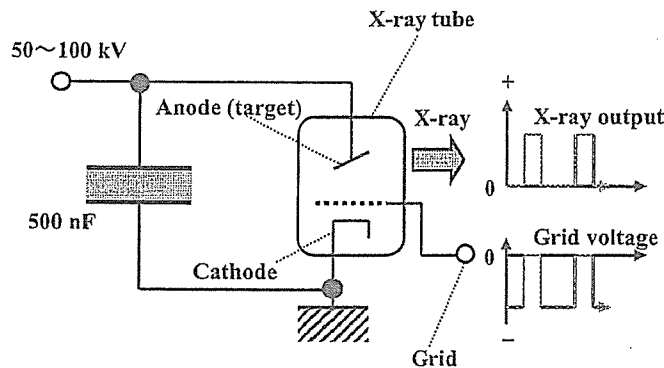 X-ray tube
50~100 kV
Anode (target)
X-ray
+
X-ray output
0
500 nF
Cathode
0
Grid voltage
−
Grid